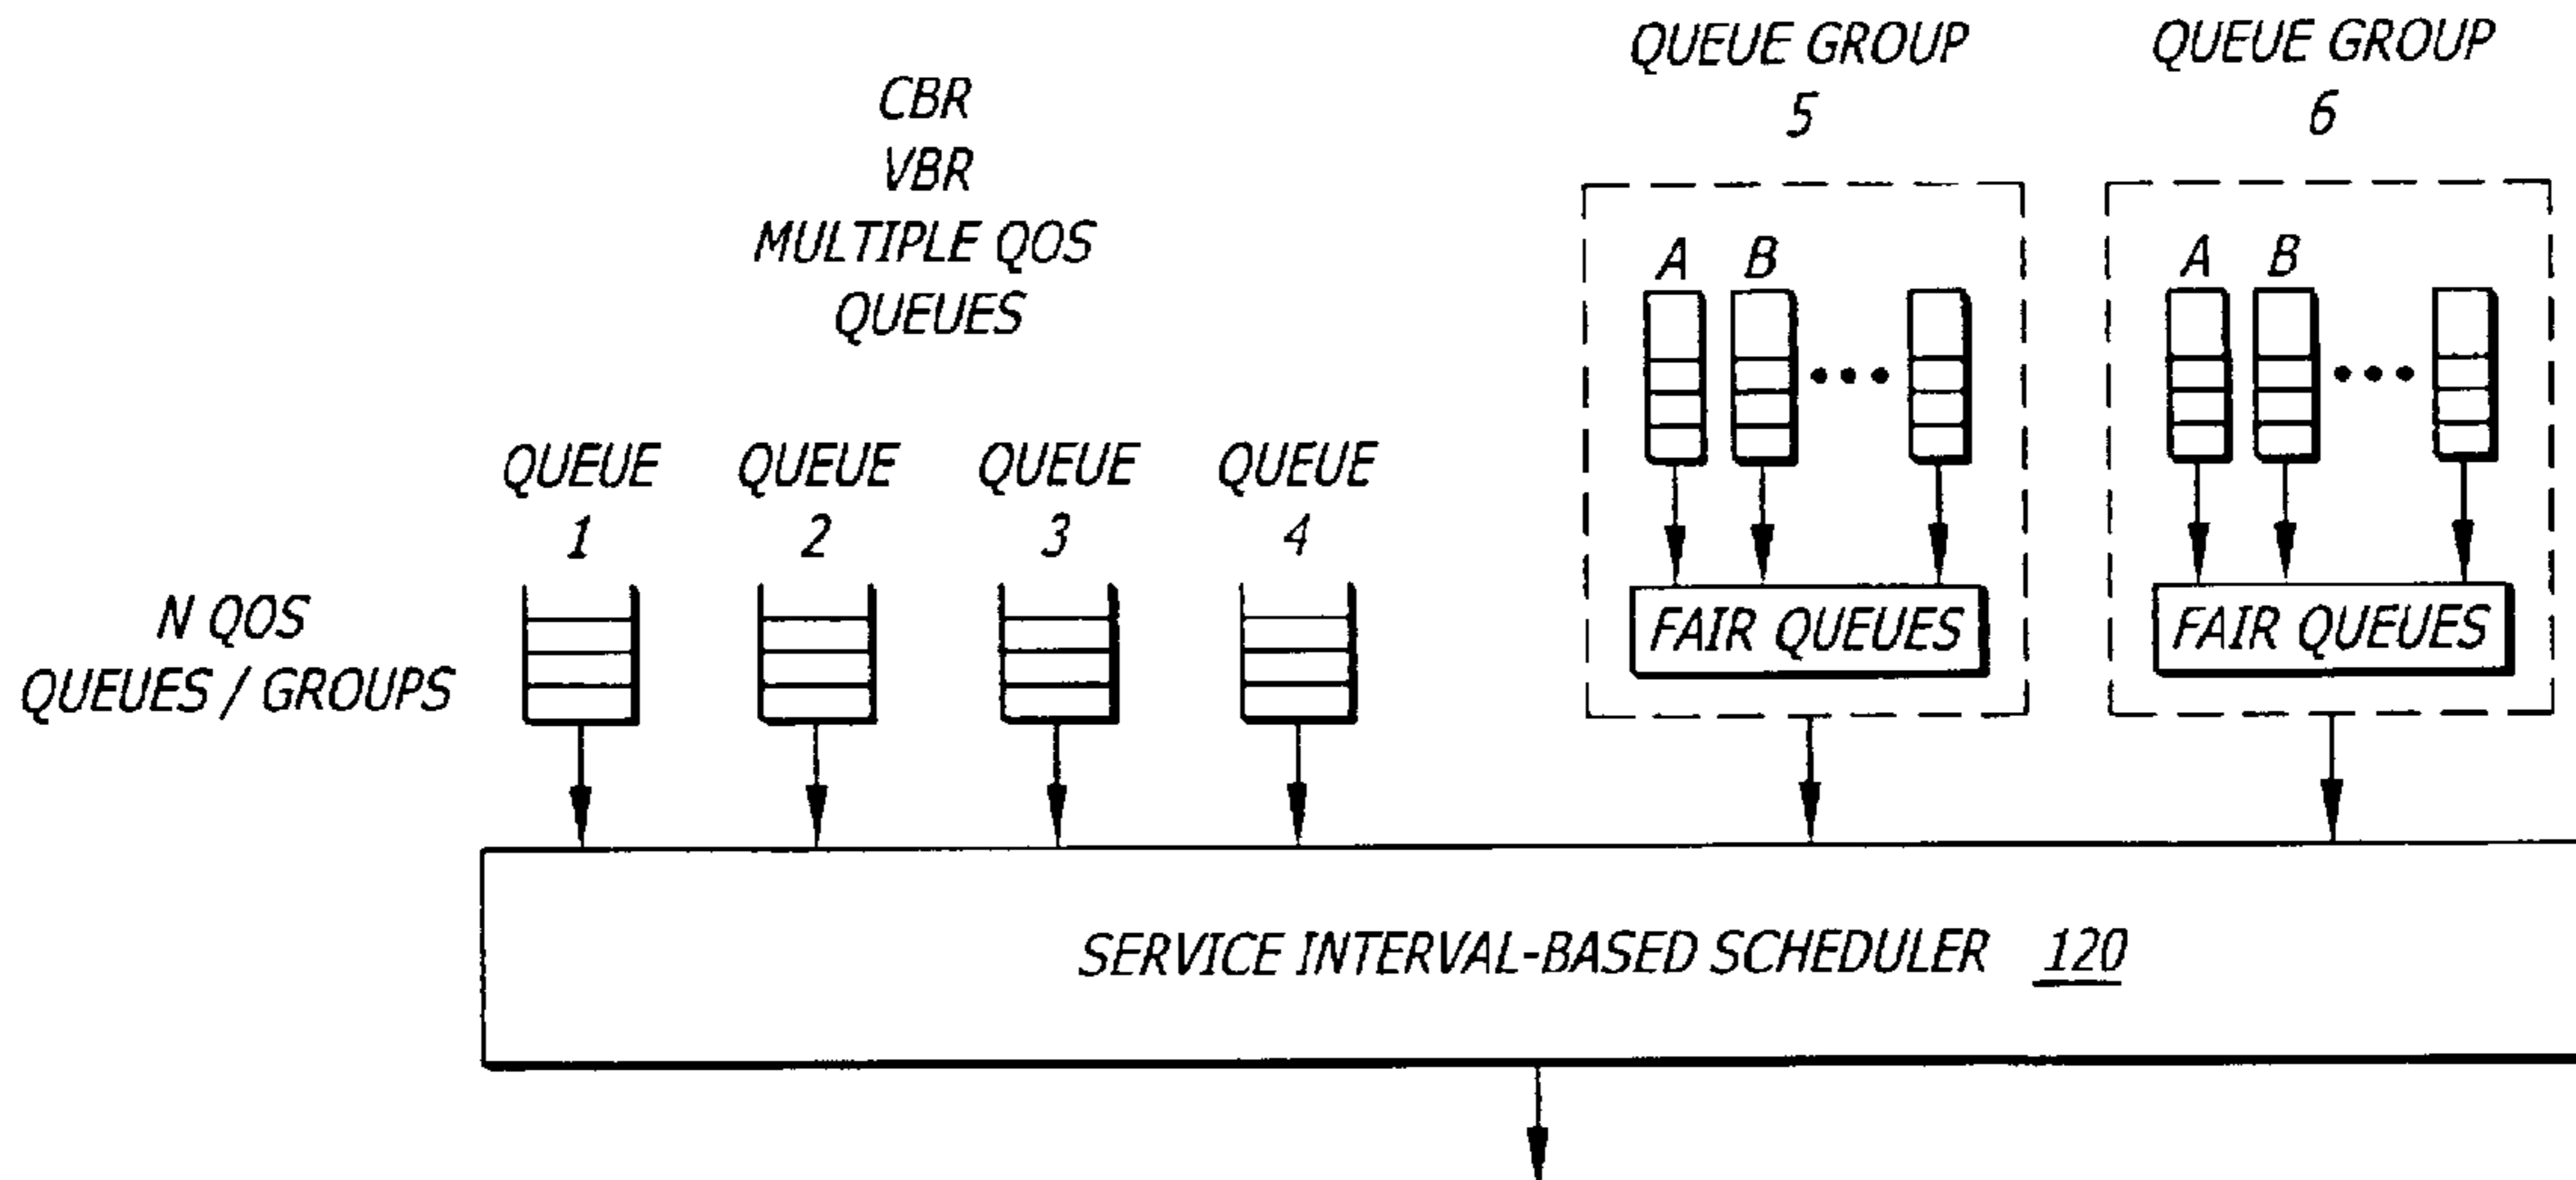 CBR
VBR
MULTIPLE QOS
QUEUES
QUEUE GROUP
5
QUEUE GROUP
6
A B
A B
QUEUE
1
QUEUE
2
QUEUE
3
QUEUE
4
N QOS
QUEUES / GROUPS
FAIR QUEUES
FAIR QUEUES
SERVICE INTERVAL-BASED SCHEDULER 120